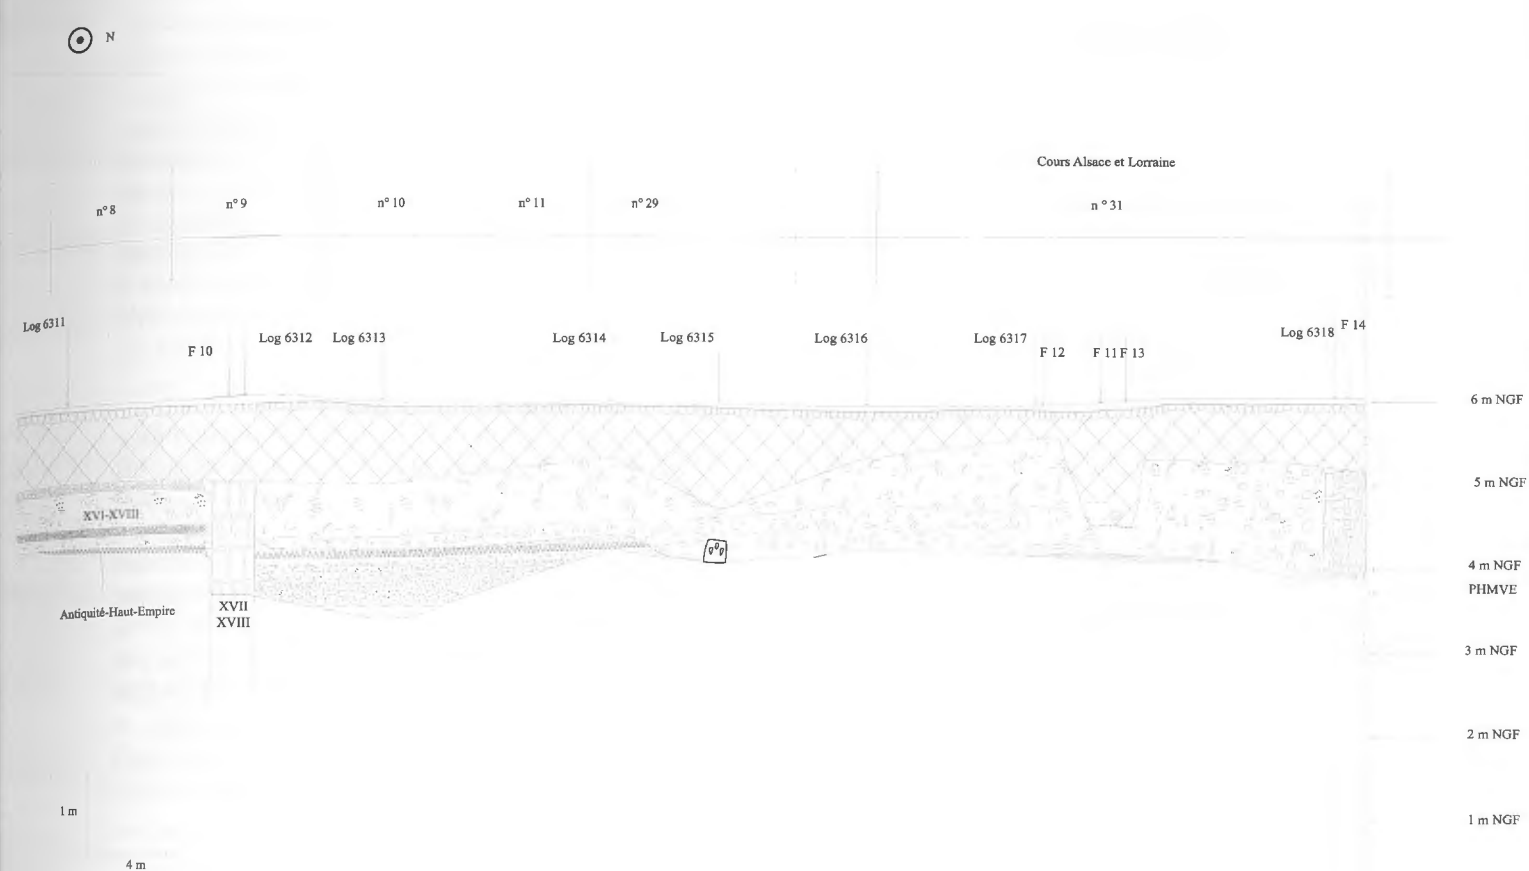 N
Cours Alsace et Lorraine
n° 8
n° 9
n° 10
n° 11
n° 29
n ° 31
Log 6311
F 10
Log 6312
Log 6313
Log 6314
Log 6315
Log 6316
Log 6317
F 12
F 11 F 13
Log 6318
F 14
6 m NGF
5 m NGF
XVI-XVIII
4 m NGF
PHMVE
Antiquité-Haut-Empire
XVII
XVIII
3 m NGF
2 m NGF
1 m
1 m NGF
4 m